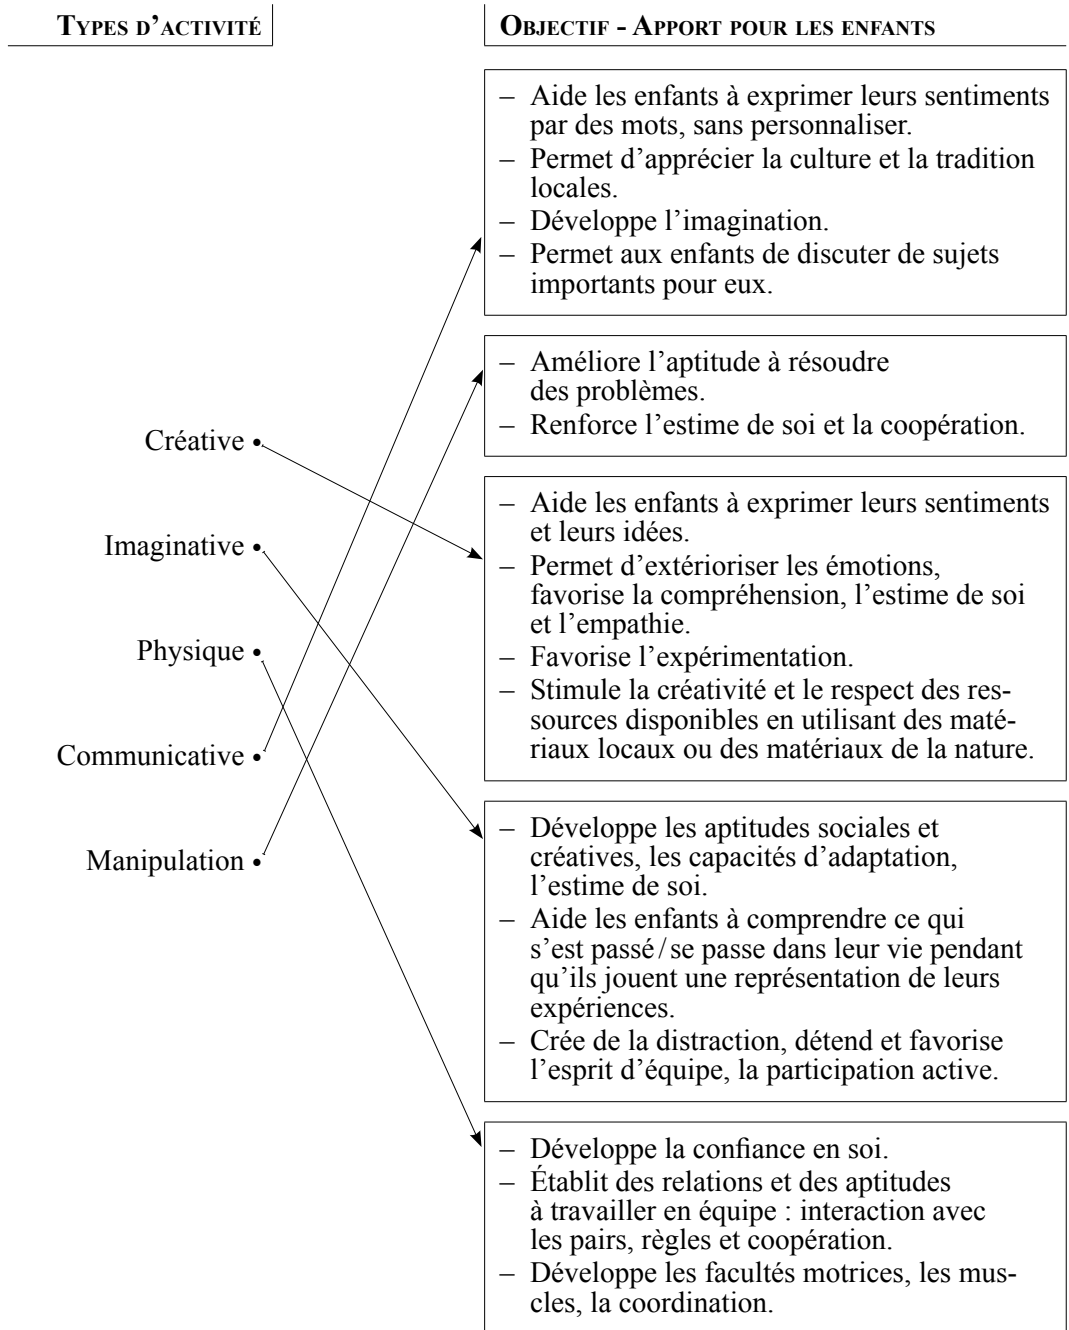 Types d’activité
Objectif - Apport pour les enfants
– Aide les enfants à exprimer leurs sentiments
par des mots, sans personnaliser.
– Permet d’apprécier la culture et la tradition
locales.
– Développe l’imagination.
– Permet aux enfants de discuter de sujets
importants pour eux.
– Améliore l’aptitude à résoudre
des problèmes.
– Renforce l’estime de soi et la coopération.
Créative •
Imaginative •
Physique •
Communicative •
Manipulation •
– Aide les enfants à exprimer leurs sentiments
et leurs idées.
– Permet d’extérioriser les émotions,
favorise la compréhension, l’estime de soi
et l’empathie.
– Favorise l’expérimentation.
– Stimule la créativité et le respect des res-
sources disponibles en utilisant des maté-
riaux locaux ou des matériaux de la nature.
– Développe les aptitudes sociales et
créatives, les capacités d’adaptation,
l’estime de soi.
– Aide les enfants à comprendre ce qui
s’est passé / se passe dans leur vie pendant
qu’ils jouent une représentation de leurs
expériences.
– Crée de la distraction, détend et favorise
l’esprit d’équipe, la participation active.
– Développe la confiance en soi.
– Établit des relations et des aptitudes
à travailler en équipe : interaction avec
les pairs, règles et coopération.
– Développe les facultés motrices, les mus-
cles, la coordination.